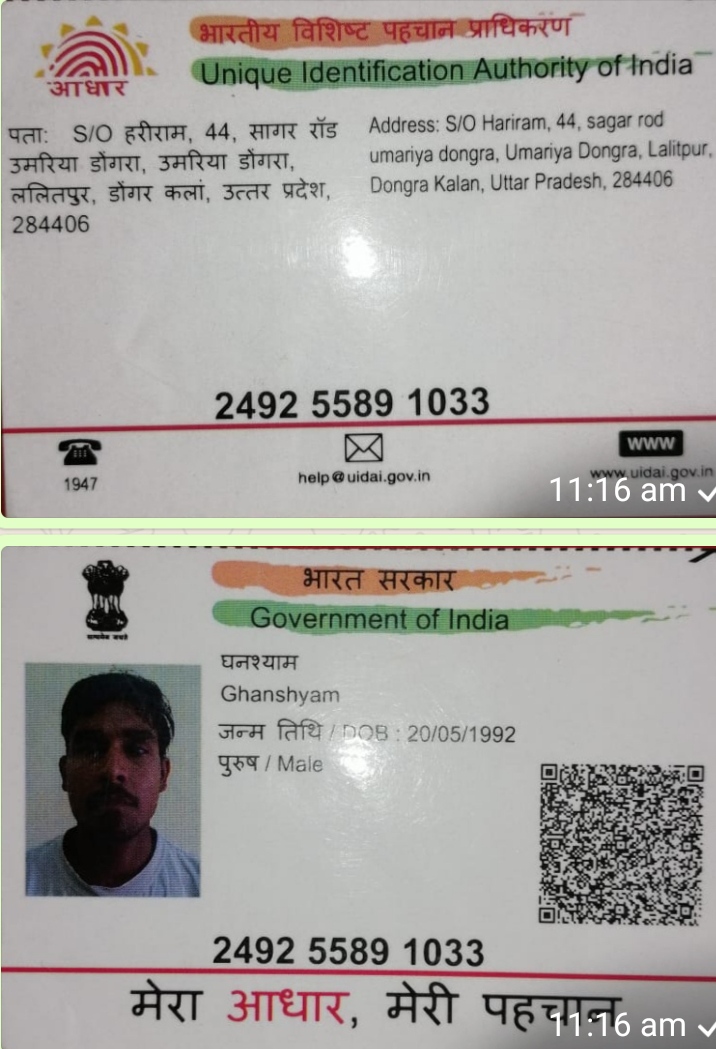 भारतीय विशिष्ट पहचान प्राधिकरण
आधार
Unique Identification Authority of India
पता: S/O हरीराम, 44, सागर रॉड
उमरिया डोंगरा, उमरिया डोंगरा,
ललितपुर, डोंगर कलां, उत्तर प्रदेश,
284406
Address: S/O Hariram, 44, sagar rod
umariya dongra, Umariya Dongra, Lalitpur,
Dongra Kalan, Uttar Pradesh, 284406
2492 5589 1033
1947
help@uidai.gov.in
WWW
www.uidai.gov.in
11:16 am
भारत सरकार
Government of India
सत्यमेव जयते
घनश्याम
Ghanshyam
जन्म तिथि / DOB : 20/05/1992
पुरुष / Male
2492 5589 1033
मेरा आधार, मेरी पहचान
11:16 am